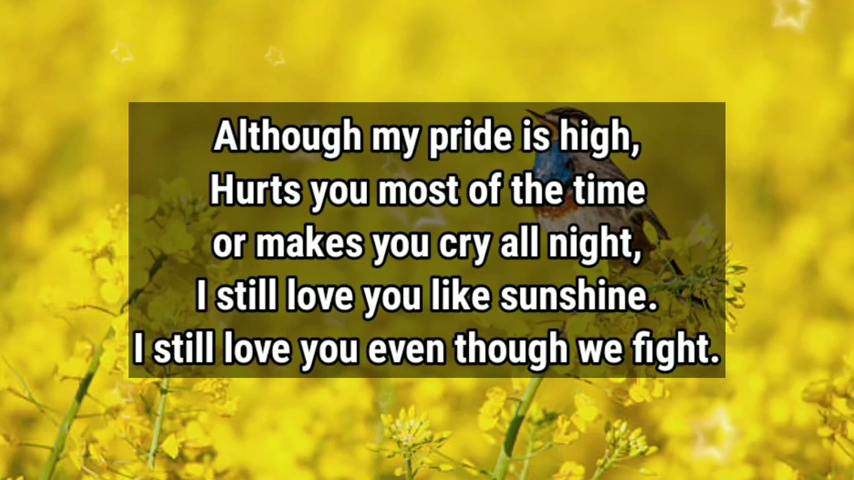 Although my pride is high,
Hurts you most of the time
or makes you cry all night,
I still love you like sunshine.
I still love you even though we fight.